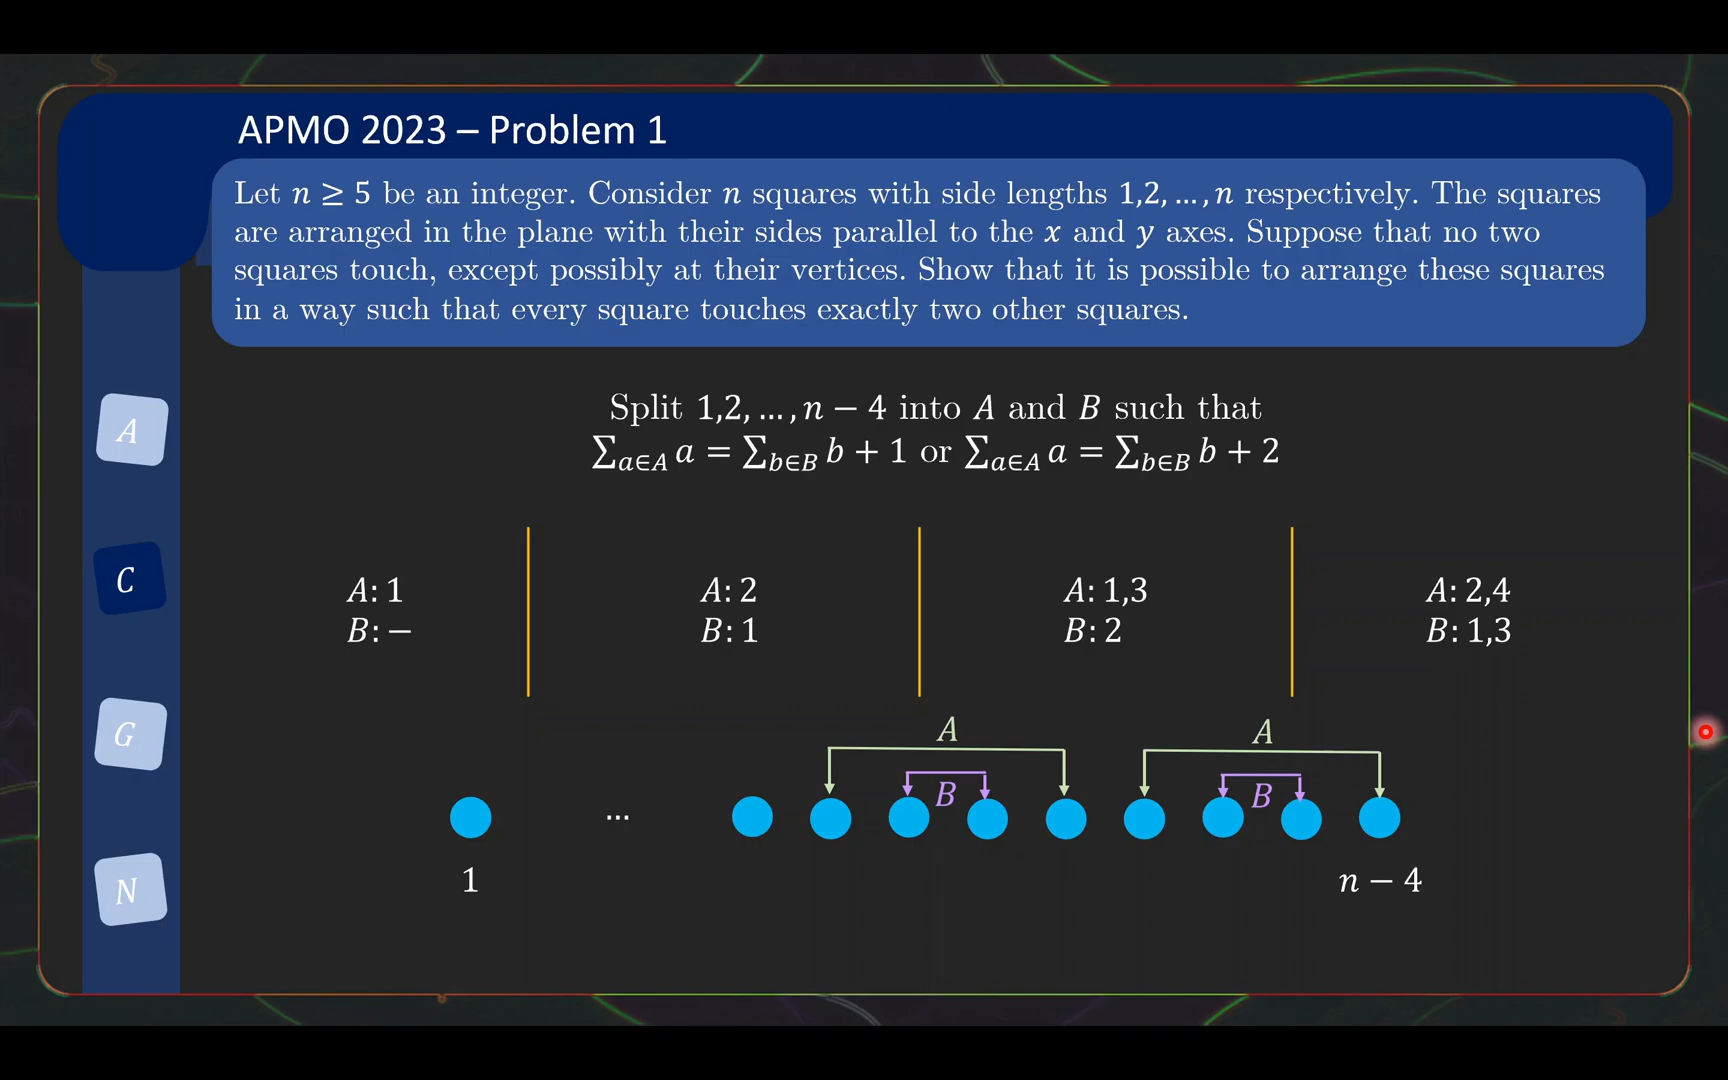 APMO 2023 – Problem 1
Let n ≥ 5 be an integer. Consider n squares with side lengths 1,2, ... , n respectively. The squares
are arranged in the plane with their sides parallel to the x and y axes. Suppose that no two
squares touch, except possibly at their vertices. Show that it is possible to arrange these squares
in a way such that every square touches exactly two other squares.
A
C
G
N
Split 1,2, ... , n − 4 into A and B such that
∑a∈A a = ∑b∈B b + 1 or ∑a∈A a = ∑b∈B b + 2
A: 1
B: −
A: 2
B: 1
A: 1,3
B: 2
A: 2,4
B: 1,3
A
A
B
B
...
1
n − 4